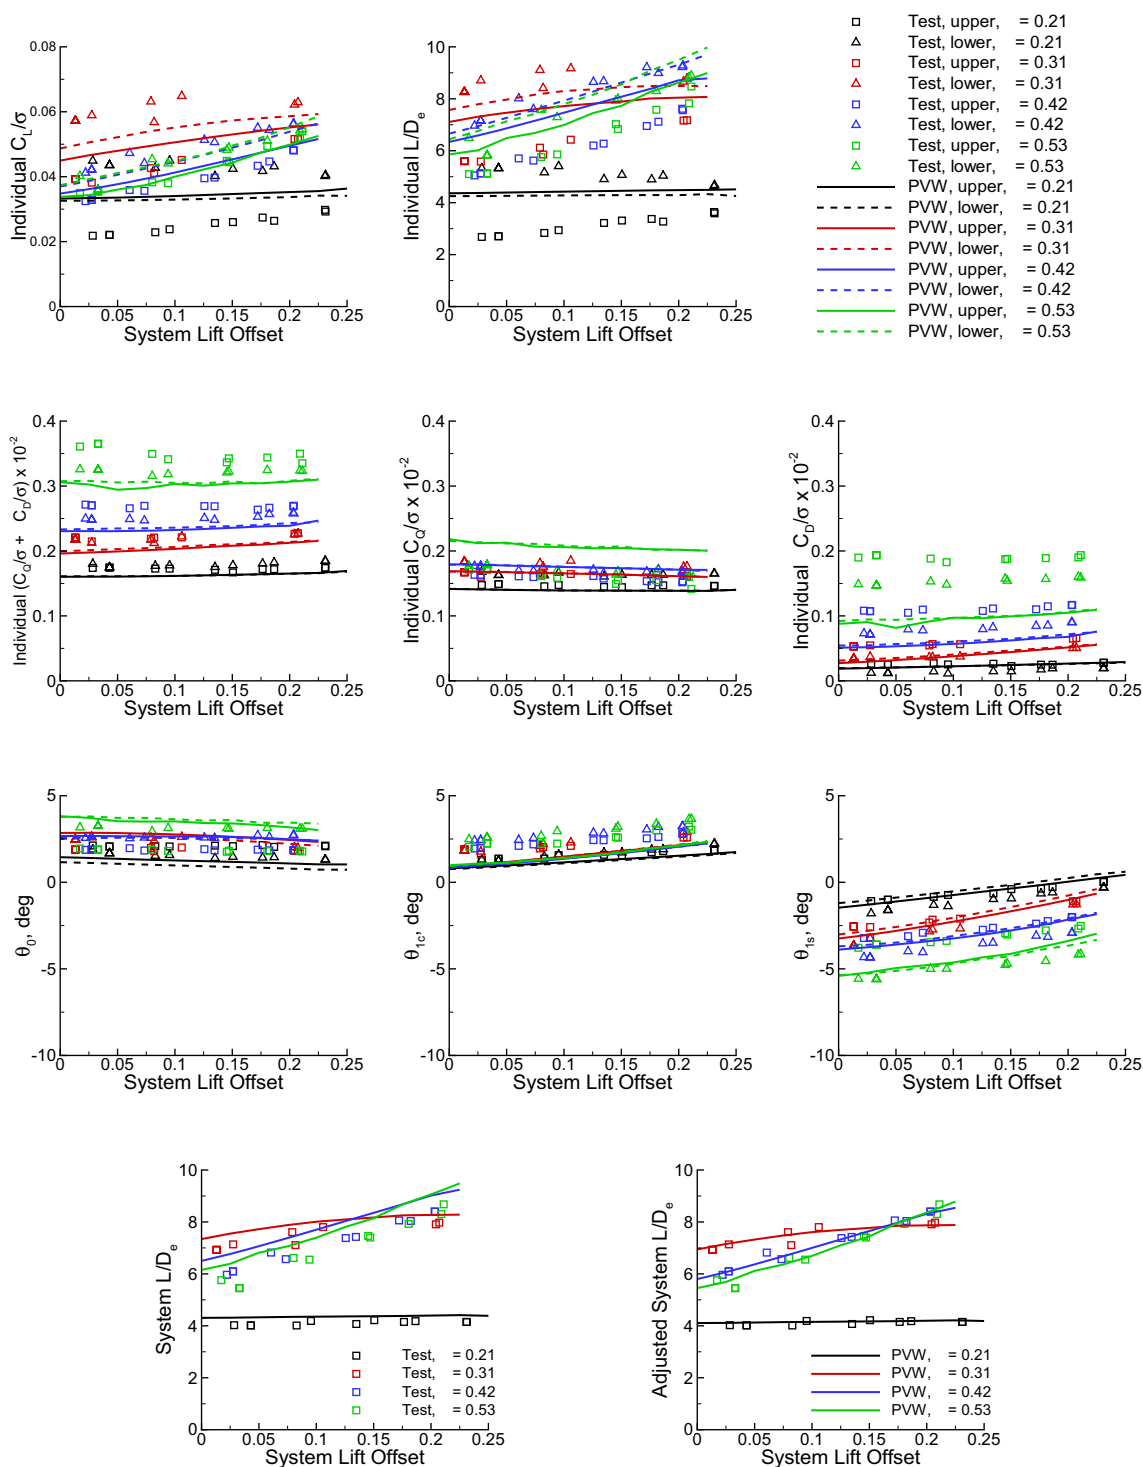 0.08
0.06
0.04
0.02
0
Individual C_L/σ
0 0.05 0.1 0.15 0.2 0.25
System Lift Offset
10
8
6
4
2
0
Individual L/D_e
0 0.05 0.1 0.15 0.2 0.25
System Lift Offset
Test, upper, = 0.21
Test, lower, = 0.21
Test, upper, = 0.31
Test, lower, = 0.31
Test, upper, = 0.42
Test, lower, = 0.42
Test, upper, = 0.53
Test, lower, = 0.53
PVW, upper, = 0.21
PVW, lower, = 0.21
PVW, upper, = 0.31
PVW, lower, = 0.31
PVW, upper, = 0.42
PVW, lower, = 0.42
PVW, upper, = 0.53
PVW, lower, = 0.53
0.4
0.3
0.2
0.1
0
Individual (C_Q/σ + C_D/σ) x 10^-2
0 0.05 0.1 0.15 0.2 0.25
System Lift Offset
0.4
0.3
0.2
0.1
0
Individual C_Q/σ x 10^-2
0 0.05 0.1 0.15 0.2 0.25
System Lift Offset
0.4
0.3
0.2
0.1
0
Individual C_D/σ x 10^-2
0 0.05 0.1 0.15 0.2 0.25
System Lift Offset
5
0
-5
-10
θ_0, deg
0 0.05 0.1 0.15 0.2 0.25
System Lift Offset
5
0
-5
-10
θ_1c, deg
0 0.05 0.1 0.15 0.2 0.25
System Lift Offset
5
0
-5
-10
θ_1s, deg
0 0.05 0.1 0.15 0.2 0.25
System Lift Offset
10
8
6
4
2
0
System L/D_e
Test, = 0.21
Test, = 0.31
Test, = 0.42
Test, = 0.53
0 0.05 0.1 0.15 0.2 0.25
System Lift Offset
10
8
6
4
2
0
Adjusted System L/D_e
PVW, = 0.21
PVW, = 0.31
PVW, = 0.42
PVW, = 0.53
0 0.05 0.1 0.15 0.2 0.25
System Lift Offset